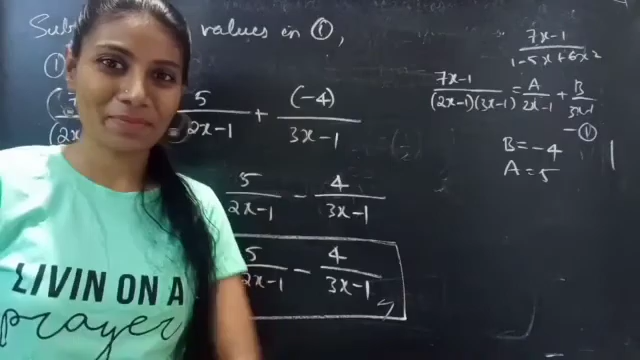 Sub values in ①,
①
(7
(2x 5/2x-1 + (-4)/3x-1
5/2x-1 - 4/3x-1
5/2x-1 - 4/3x-1
7x-1/1-5x+6x2
7x-1/(2x-1)(3x-1) = A/2x-1 + B/3x-1
-①
B=-4
A=5
LIVIN ON A
prayer